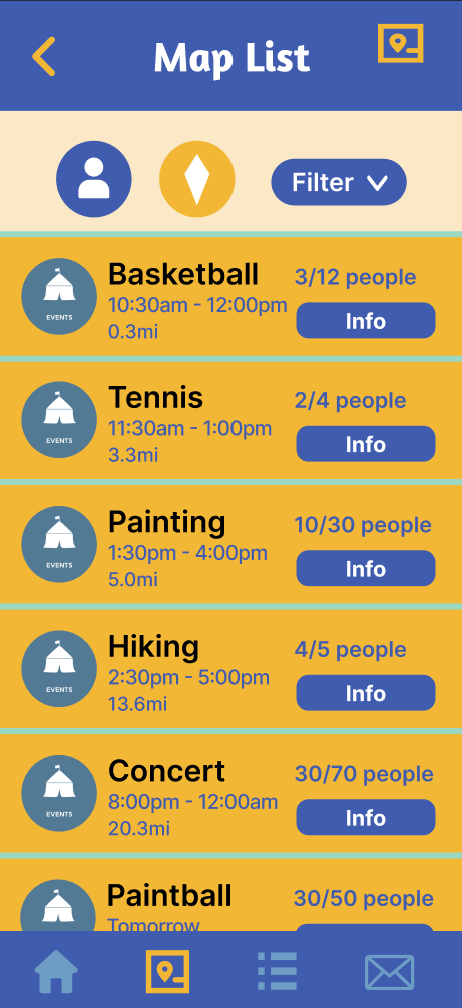 Map List
Filter
Basketball
3/12 people
10:30am - 12:00pm
Info
0.3mi
EVENTS
Tennis
2/4 people
11:30am - 1:00pm
Info
3.3mi
EVENTS
Painting
10/30 people
1:30pm - 4:00pm
Info
5.0mi
EVENTS
Hiking
4/5 people
2:30pm - 5:00pm
Info
13.6mi
EVENTS
Concert
30/70 people
8:00pm - 12:00am
Info
20.3mi
EVENTS
Paintball
30/50 people
Tomorrow